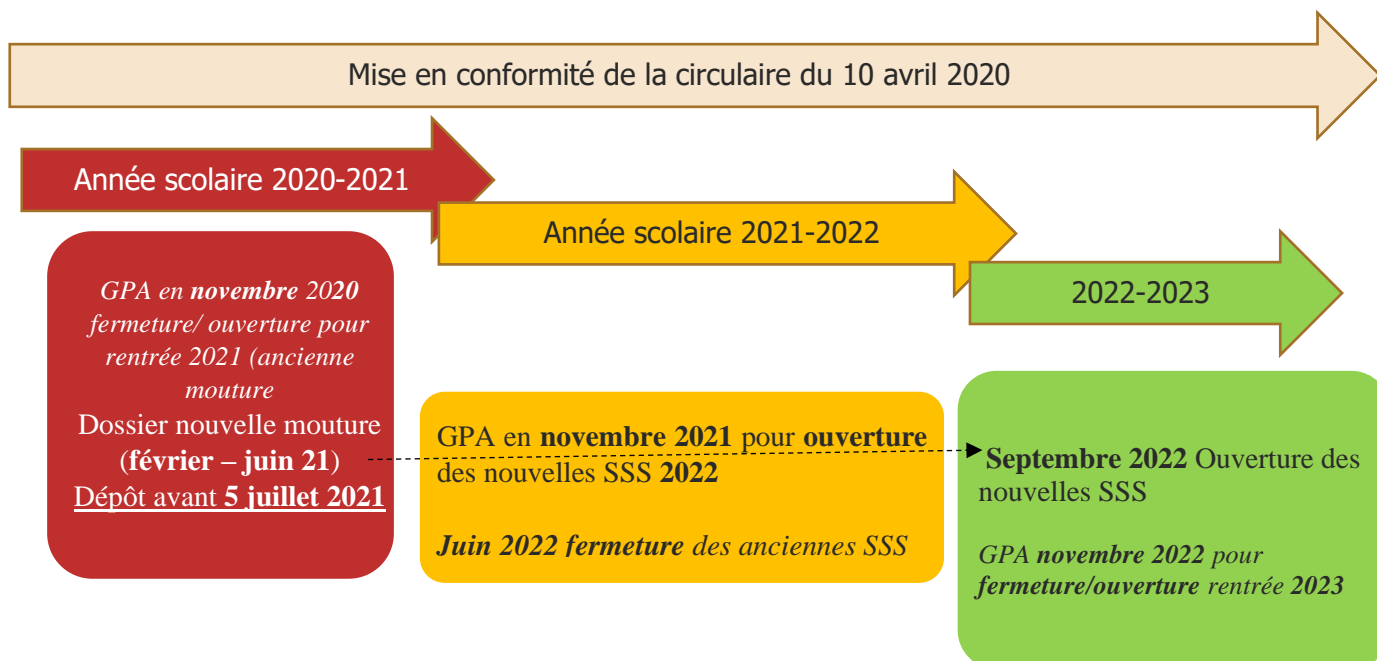 Mise en conformité de la circulaire du 10 avril 2020
Année scolaire 2020-2021
Année scolaire 2021-2022
2022-2023
GPA en novembre 2020
fermeture/ ouverture pour
rentrée 2021 (ancienne
mouture
Dossier nouvelle mouture
(février – juin 21)
Dépôt avant 5 juillet 2021
GPA en novembre 2021 pour ouverture
des nouvelles SSS 2022
Juin 2022 fermeture des anciennes SSS
Septembre 2022 Ouverture des
nouvelles SSS
GPA novembre 2022 pour
fermeture/ouverture rentrée 2023